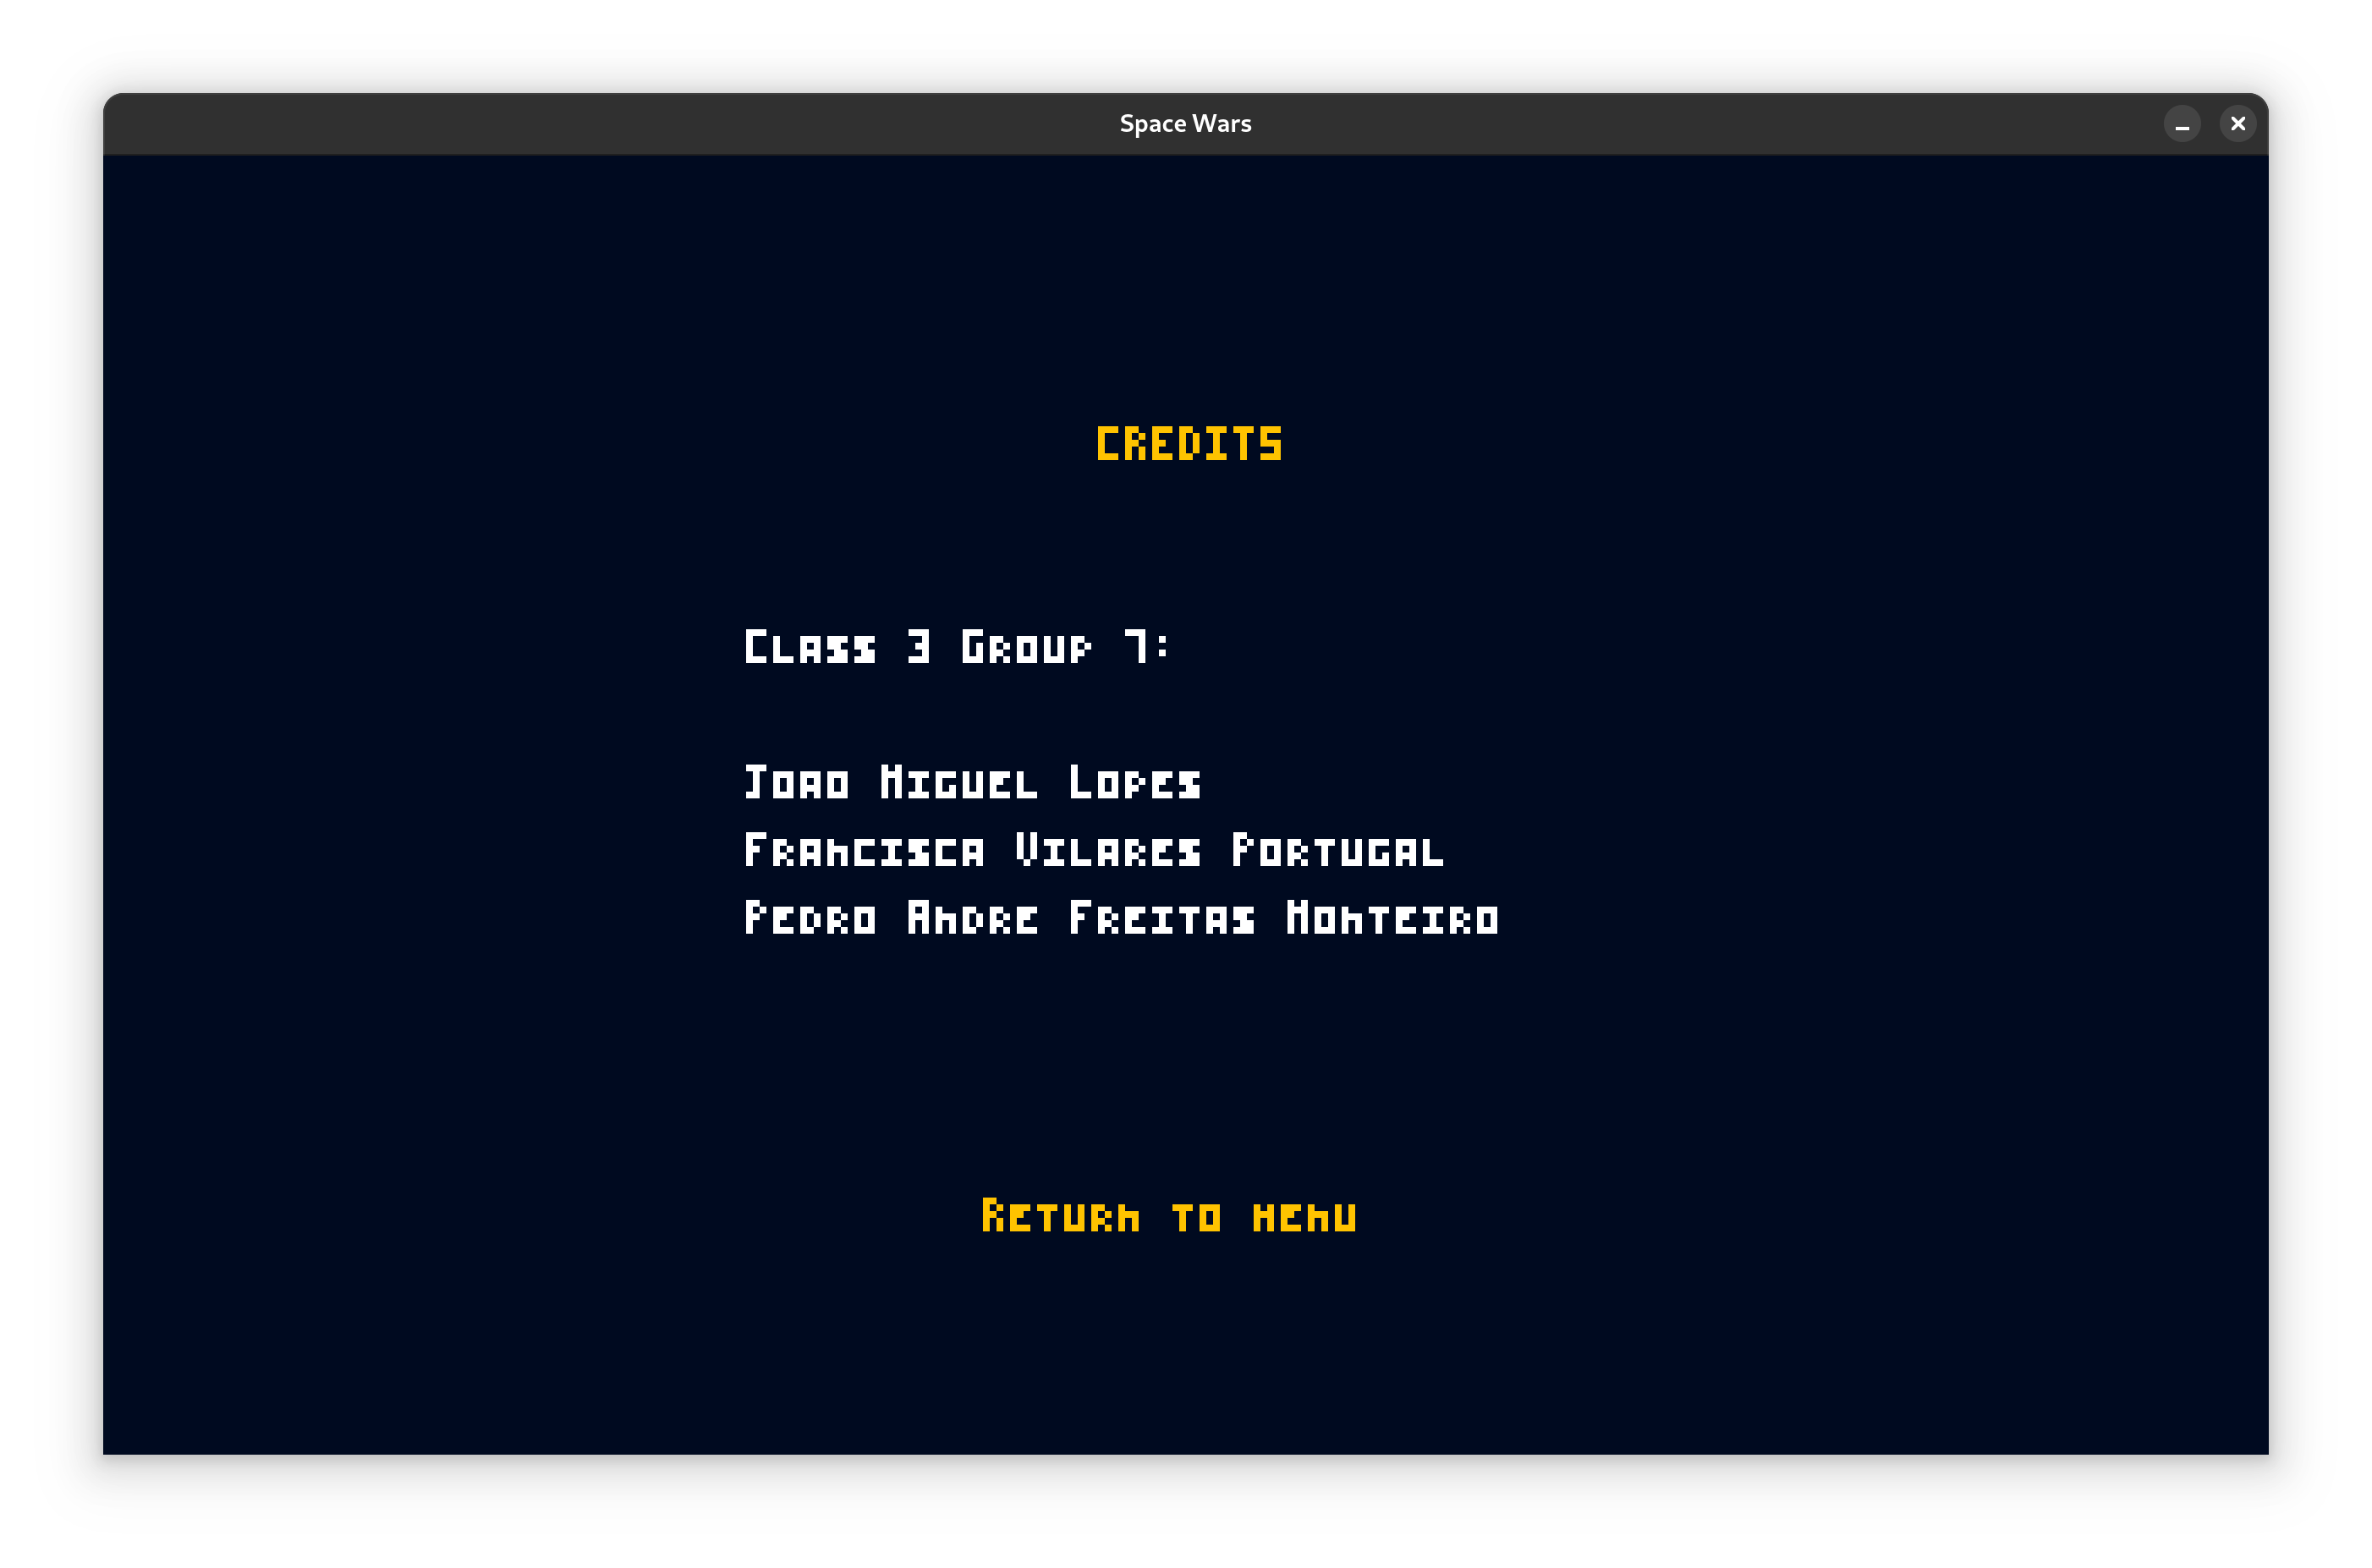 Space Wars
CREDITS
Class 3 Group 7:
Joao Miguel Lopes
Francisca Vilares Portugal
Pedro Andre Freitas Monteiro
Return to menu